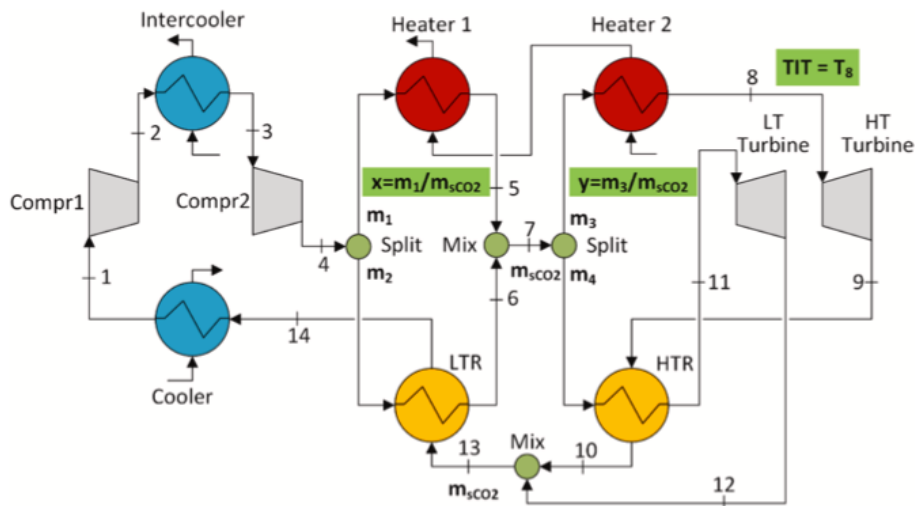 Intercooler
Heater 1
Heater 2
8
TIT = T₈
2
3
LT
Turbine
HT
Turbine
Compr1
Compr2
x=m₁/mₛCO₂
5
y=m₃/mₛCO₂
m₁
m₃
4
Split
Mix
7
Split
m₂
mₛCO₂
m₄
1
6
11
9
14
LTR
HTR
Cooler
13
Mix
10
mₛCO₂
12